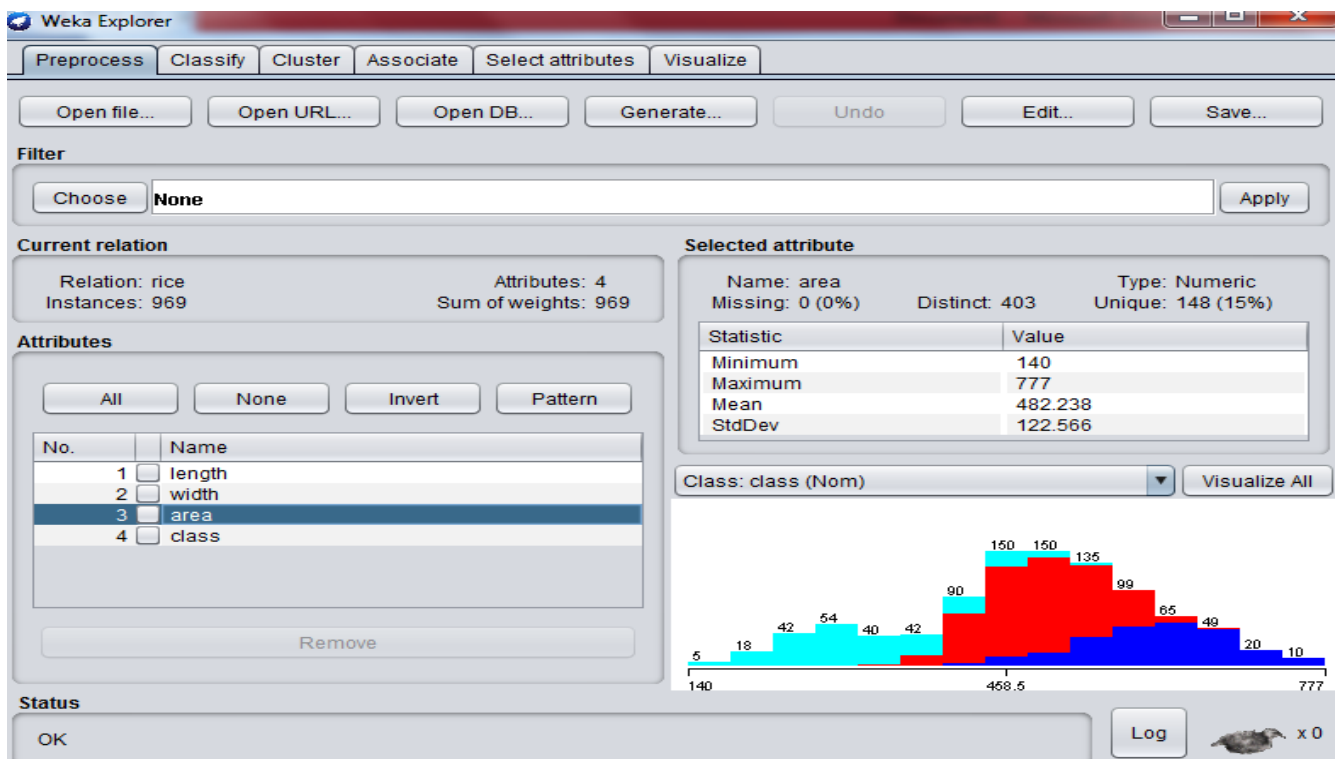 Weka Explorer
Preprocess Classify Cluster Associate Select attributes Visualize
Open file... Open URL... Open DB... Generate... Undo Edit... Save...
Filter
Choose None Apply
Current relation
Relation: rice Attributes: 4
Instances: 969 Sum of weights: 969
Attributes
All None Invert Pattern
No. Name
1 length
2 width
3 area
4 class
Remove
Selected attribute
Name: area Type: Numeric
Missing: 0 (0%) Distinct: 403 Unique: 148 (15%)
Statistic Value
Minimum 140
Maximum 777
Mean 482.238
StdDev 122.566
Class: class (Nom) Visualize All
5 18 42 54 40 42 90 150 150 135 99 65 49 20 10
140 458.5 777
Status
OK Log x 0